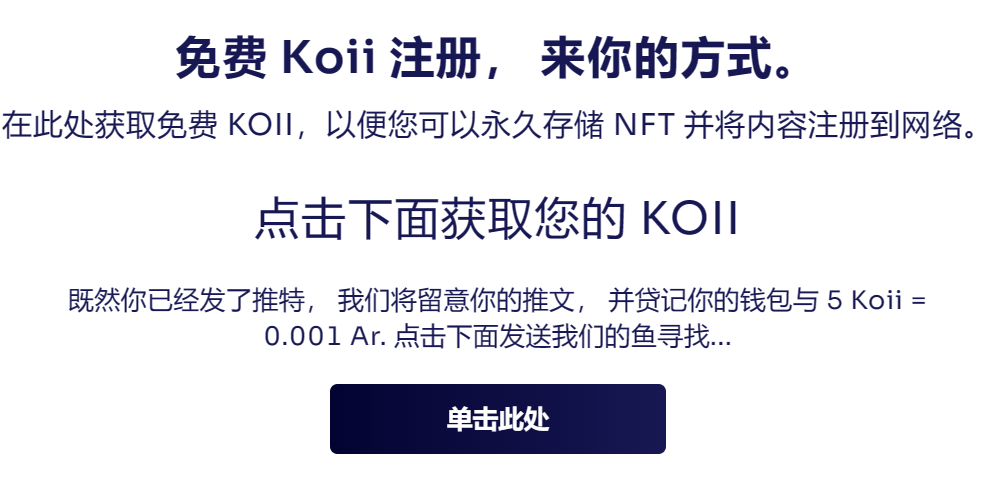 免费 Koii 注册， 来你的方式。
在此处获取免费 KOII，以便您可以永久存储 NFT 并将内容注册到网络。
点击下面获取您的 KOII
既然你已经发了推特， 我们将留意你的推文， 并贷记你的钱包与 5 Koii =
0.001 Ar. 点击下面发送我们的鱼寻找...
单击此处